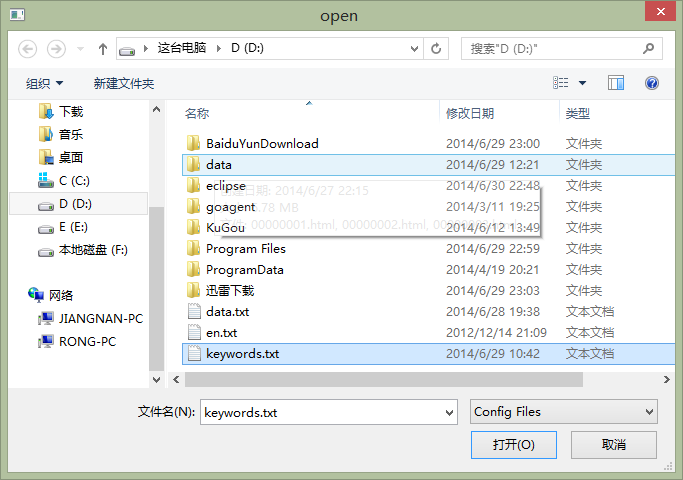 open
这台电脑 D (D:)
搜索"D (D:)"
组织 新建文件夹
下载
音乐
桌面
C (C:)
D (D:)
E (E:)
本地磁盘 (F:)
网络
JIANGNAN-PC
RONG-PC
名称 修改日期 类型
BaiduYunDownload 2014/6/29 23:00 文件夹
data 2014/6/29 12:21 文件夹
eclipse 2014/6/30 22:48 文件夹
goagent 2014/3/11 19:25 文件夹
KuGou 2014/6/12 13:49 文件夹
Program Files 2014/4/29 22:59 文件夹
ProgramData 2014/4/19 20:21 文件夹
迅雷下载 2014/6/29 23:03 文件夹
data.txt 2014/6/28 19:38 文本文档
en.txt 2012/12/14 21:09 文本文档
keywords.txt 2014/6/29 10:42 文本文档
日期: 2014/6/27 22:15
.78 MB
00000001.html, 00000002.html,
文件名(N): keywords.txt Config Files
打开(O) 取消